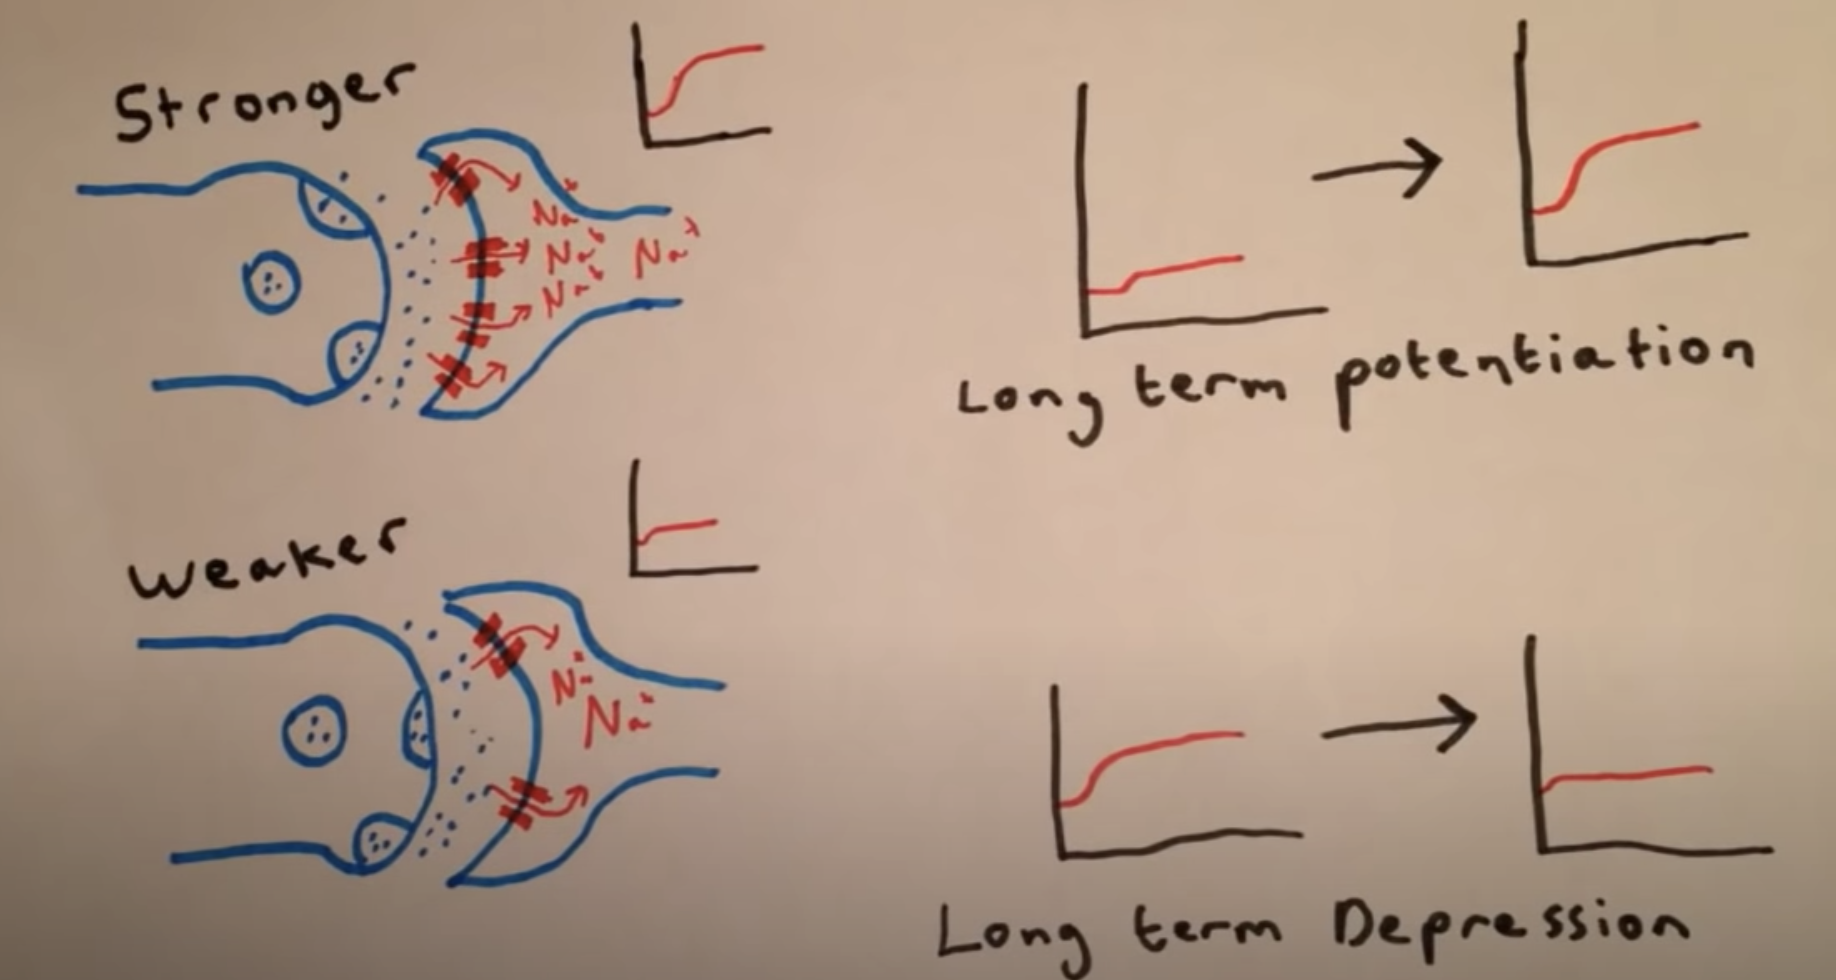 Stronger
Na⁺
Na⁺
Na⁺
Na⁺
Long term potentiation
Weaker
Na⁺
Na⁺
Long term Depression